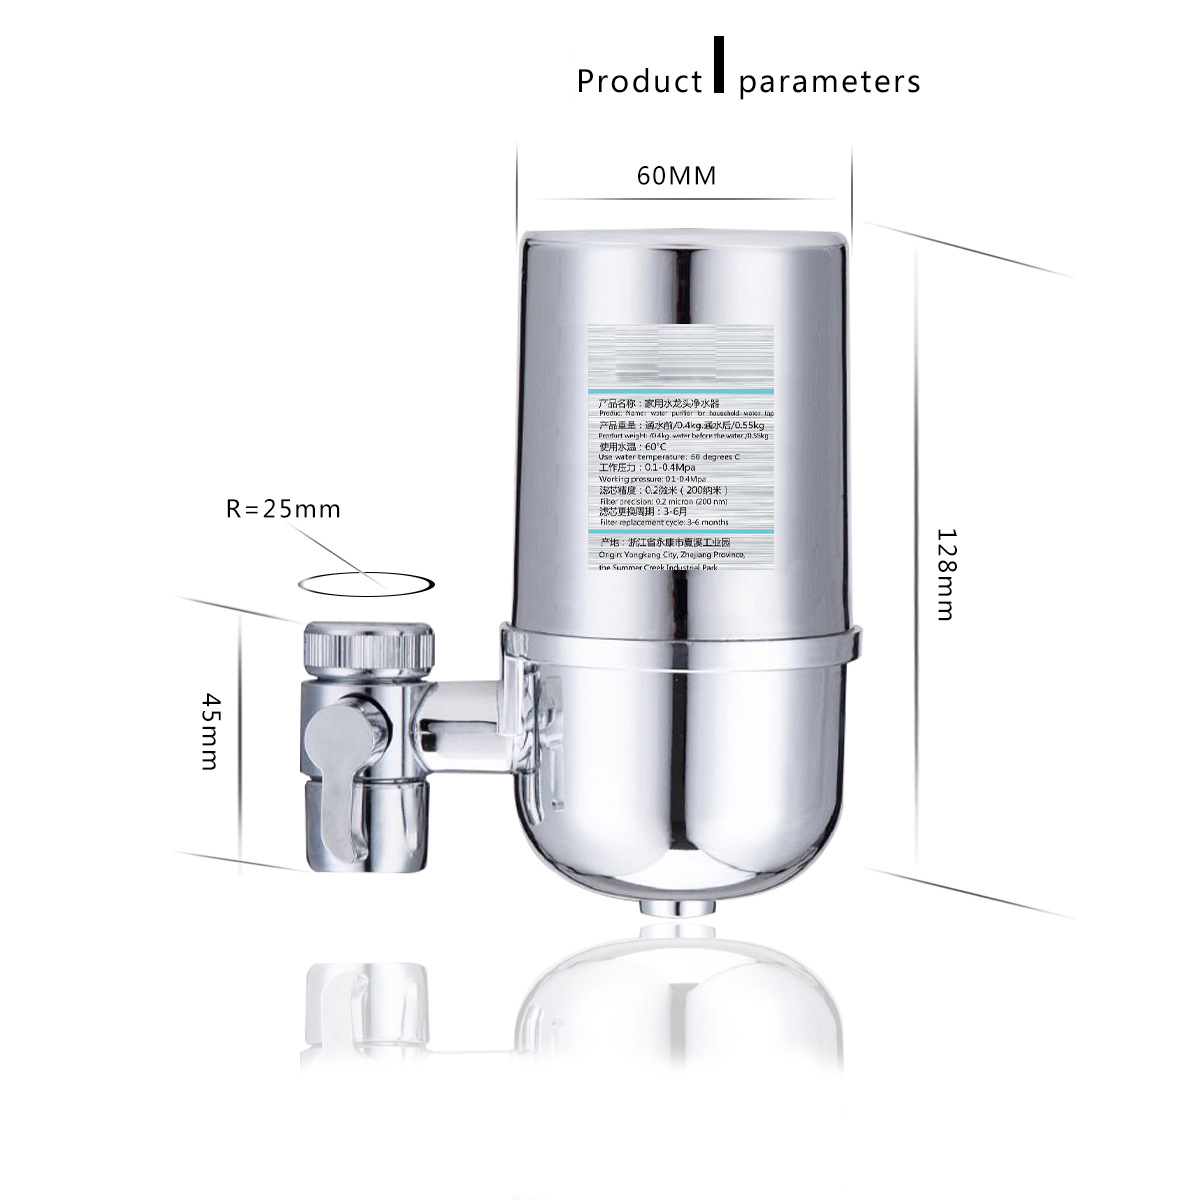 Product parameters
60MM
产品名称：家用水龙头净水器
Produc. Name: water purifier for household water tap
产品重量：通水前/0.4kg.通水后/0.55kg
Product weight: /0.4kg. water before the water /0.55kg
使用水温：60℃
Use water temperature: 60 degrees C
工作压力：0.1-0.4Mpa
Working pressure: 0.1-0.4Mpa
滤芯精度：0.2微米（200纳米）
Filter precision: 0.2 micron (200 nm)
滤芯更换周期：3-6月
Filter replacement cycle: 3-6 months
产地：浙江省永康市夏溪工业园
Origin: Yongkang City, Zhejiang Province,
the Summer Creek Industrial Park
R=25mm
128mm
45mm